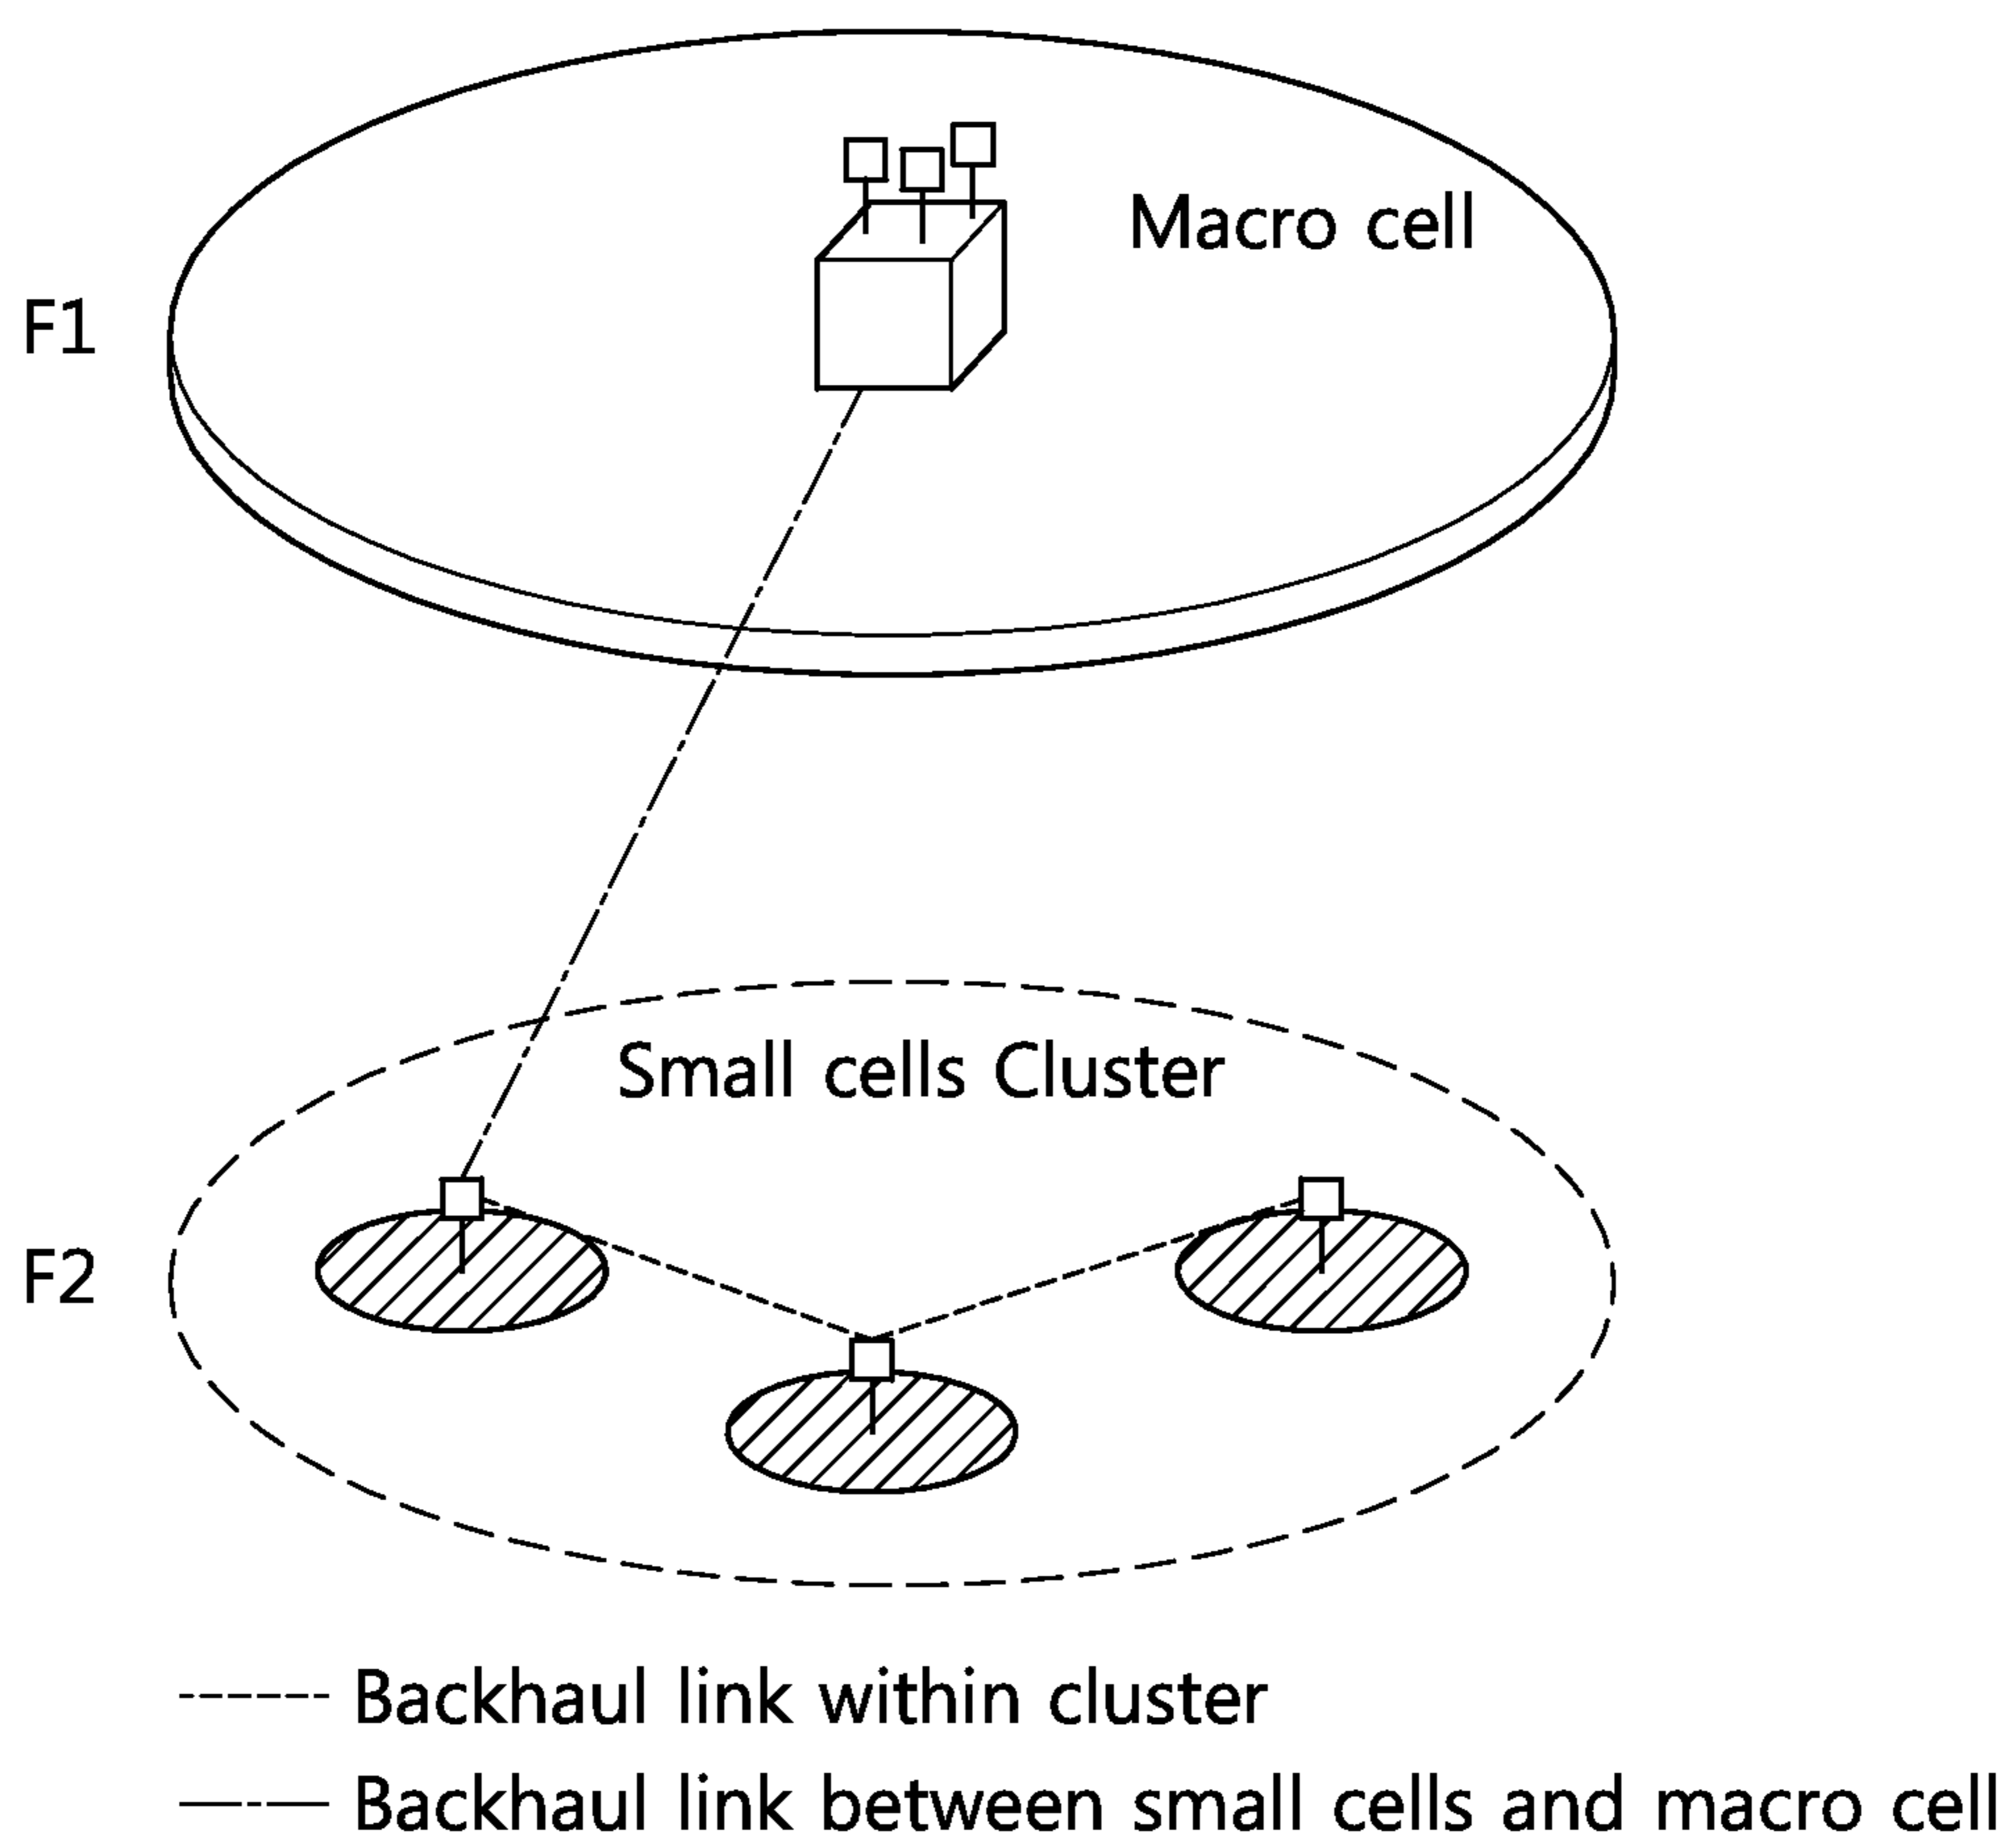 Macro cell
F1
Small cells Cluster
F2
Backhaul link within cluster
Backhaul link between small cells and macro cell